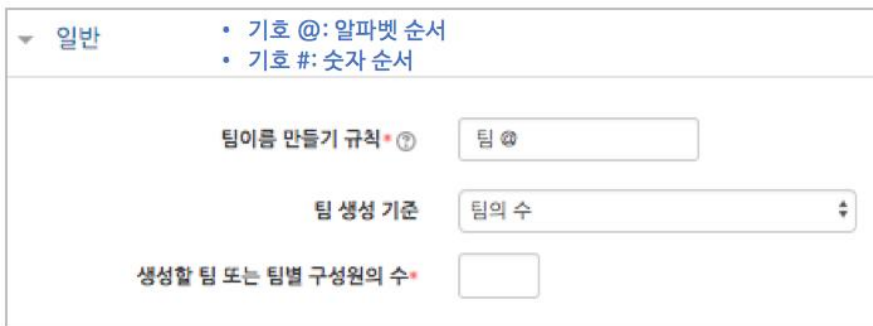 일반
• 기호 @: 알파벳 순서
• 기호 #: 숫자 순서
팀이름 만들기 규칙* ?
팀 @
팀 생성 기준
팀의 수
생성할 팀 또는 팀별 구성원의 수*